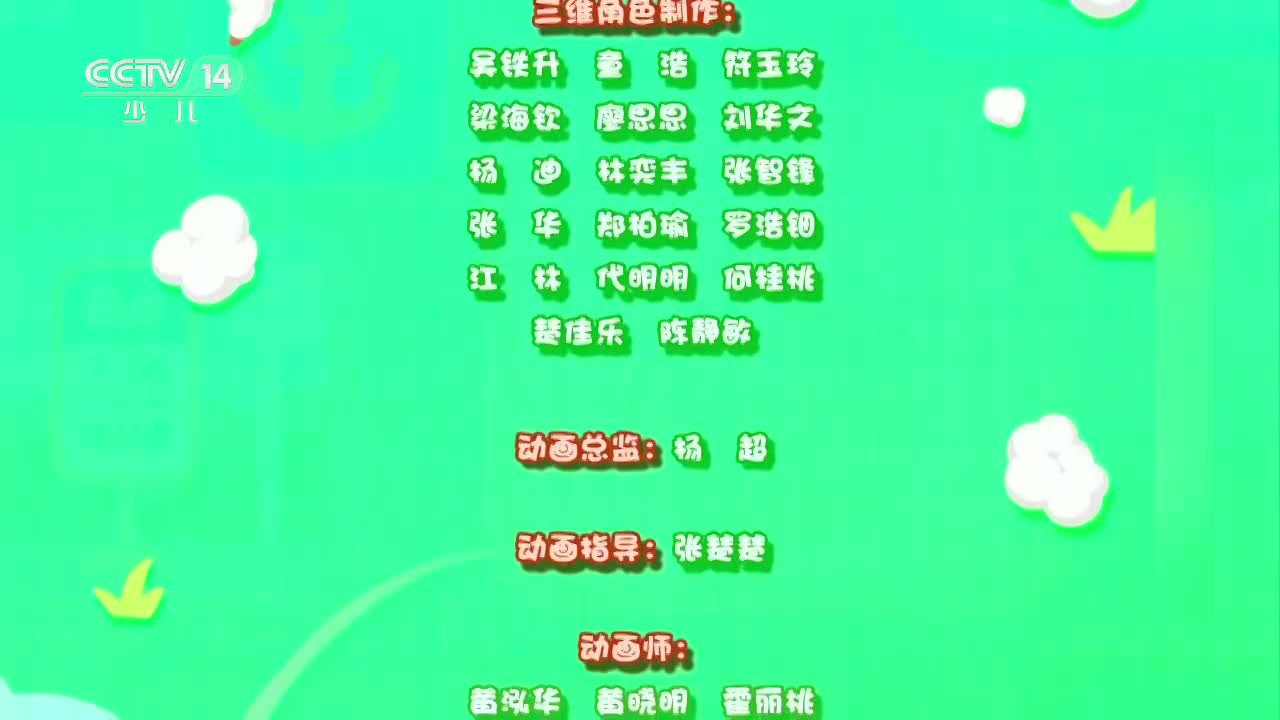 三维角色制作：
CCTV 14
少儿
吴铁升 童 浩 符玉玲
梁海钦 廖思思 刘华文
杨 迪 林奕丰 张智锋
张 华 郑柏瑜 罗浩钿
江 林 代明明 何桂桃
楚佳乐 陈静敏
动画总监：杨 超
动画指导：张楚楚
动画师：
黄泓华 黄晓明 霍丽桃